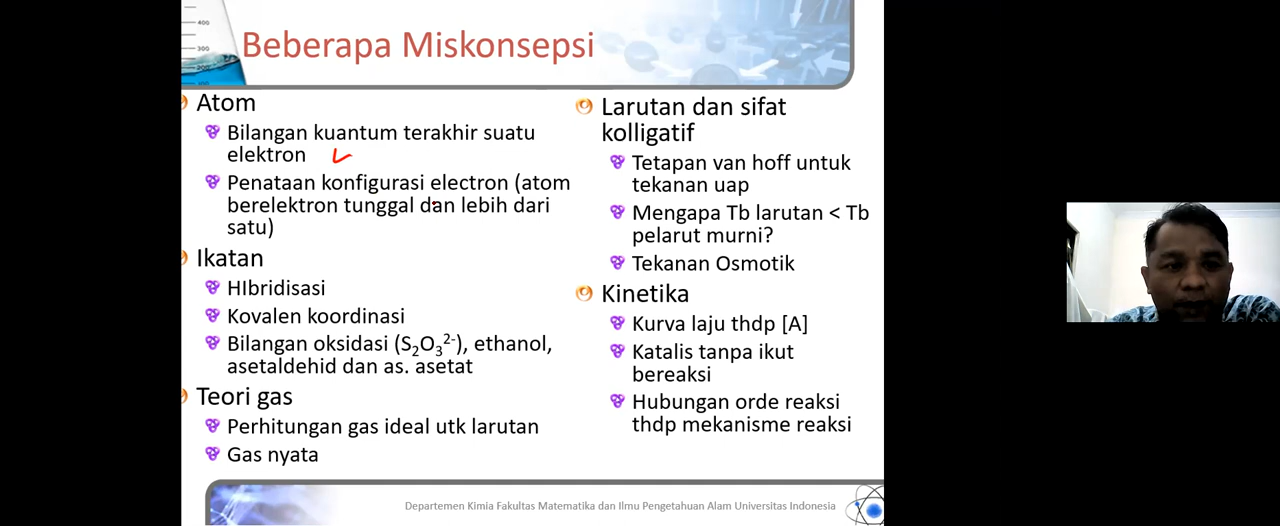 400
300
200
Beberapa Miskonsepsi
Atom
Bilangan kuantum terakhir suatu
elektron
Penataan konfigurasi electron (atom
berelektron tunggal dan lebih dari
satu)
Ikatan
HIbridisasi
Kovalen koordinasi
Bilangan oksidasi (S₂O₃²⁻), ethanol,
asetaldehid dan as. asetat
Teori gas
Perhitungan gas ideal utk larutan
Gas nyata
Larutan dan sifat
kolligatif
Tetapan van hoff untuk
tekanan uap
Mengapa Tb larutan < Tb
pelarut murni?
Tekanan Osmotik
Kinetika
Kurva laju thdp [A]
Katalis tanpa ikut
bereaksi
Hubungan orde reaksi
thdp mekanisme reaksi
Departemen Kimia Fakultas Matematika dan Ilmu Pengetahuan Alam Universitas Indonesia